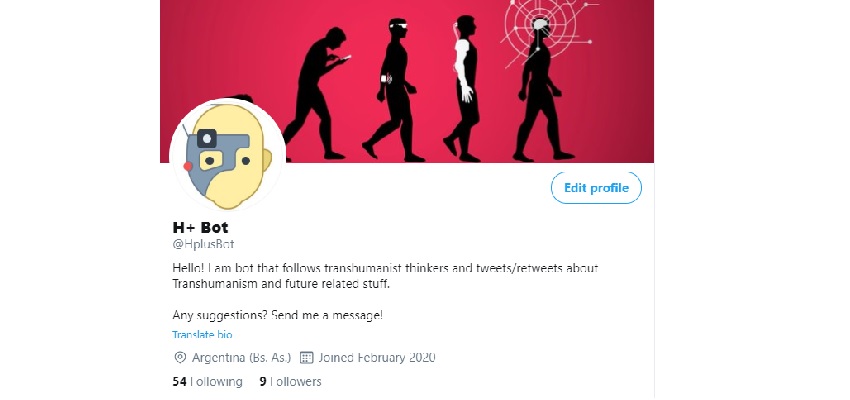 Edit profile
H+ Bot
@HplusBot
Hello! I am bot that follows transhumanist thinkers and tweets/retweets about
Transhumanism and future related stuff.
Any suggestions? Send me a message!
Translate bio
Argentina (Bs. As.) Joined February 2020
54 Following 9 Followers